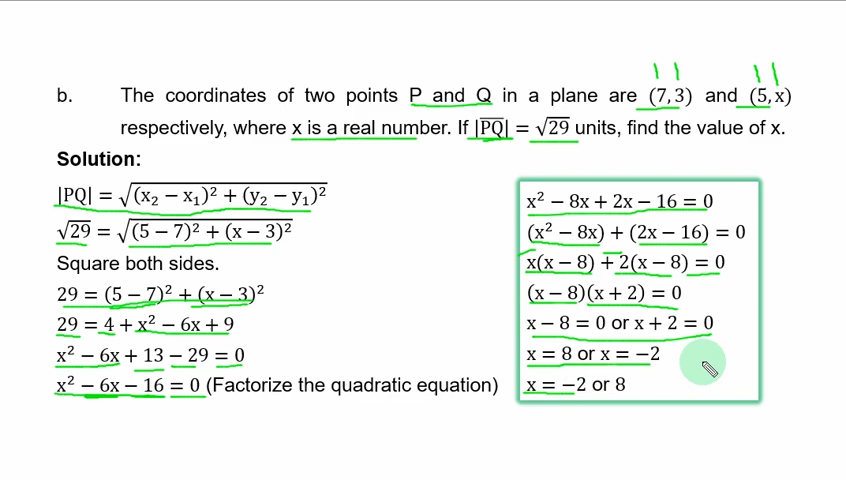 b. The coordinates of two points P and Q in a plane are (7,3) and (5,x)
respectively, where x is a real number. If |P̅Q̅| = √29 units, find the value of x.
Solution:
|PQ| = √(x₂ − x₁)² + (y₂ − y₁)²
√29 = √(5 − 7)² + (x − 3)²
Square both sides.
29 = (5 − 7)² + (x − 3)²
29 = 4 + x² − 6x + 9
x² − 6x + 13 − 29 = 0
x² − 6x − 16 = 0 (Factorize the quadratic equation)
x² − 8x + 2x − 16 = 0
(x² − 8x) + (2x − 16) = 0
x(x − 8) + 2(x − 8) = 0
(x − 8)(x + 2) = 0
x − 8 = 0 or x + 2 = 0
x = 8 or x = −2
x = −2 or 8